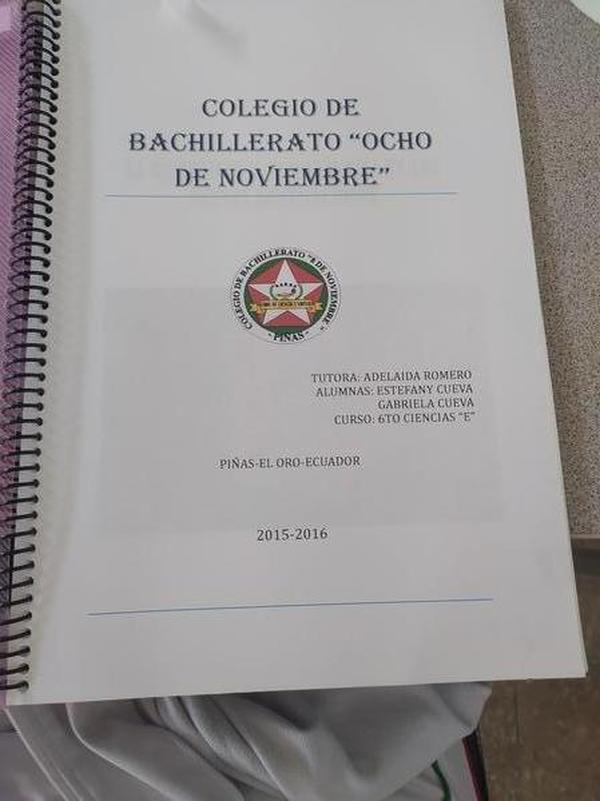 COLEGIO DE
BACHILLERATO “OCHO
DE NOVIEMBRE”
COLEGIO DE BACHILLERATO "8 DE NOVIEMBRE"
- PIÑAS -
TUTORA: ADELAIDA ROMERO
ALUMNAS: ESTEFANY CUEVA
GABRIELA CUEVA
CURSO: 6TO CIENCIAS “E”
PIÑAS-EL ORO-ECUADOR
2015-2016